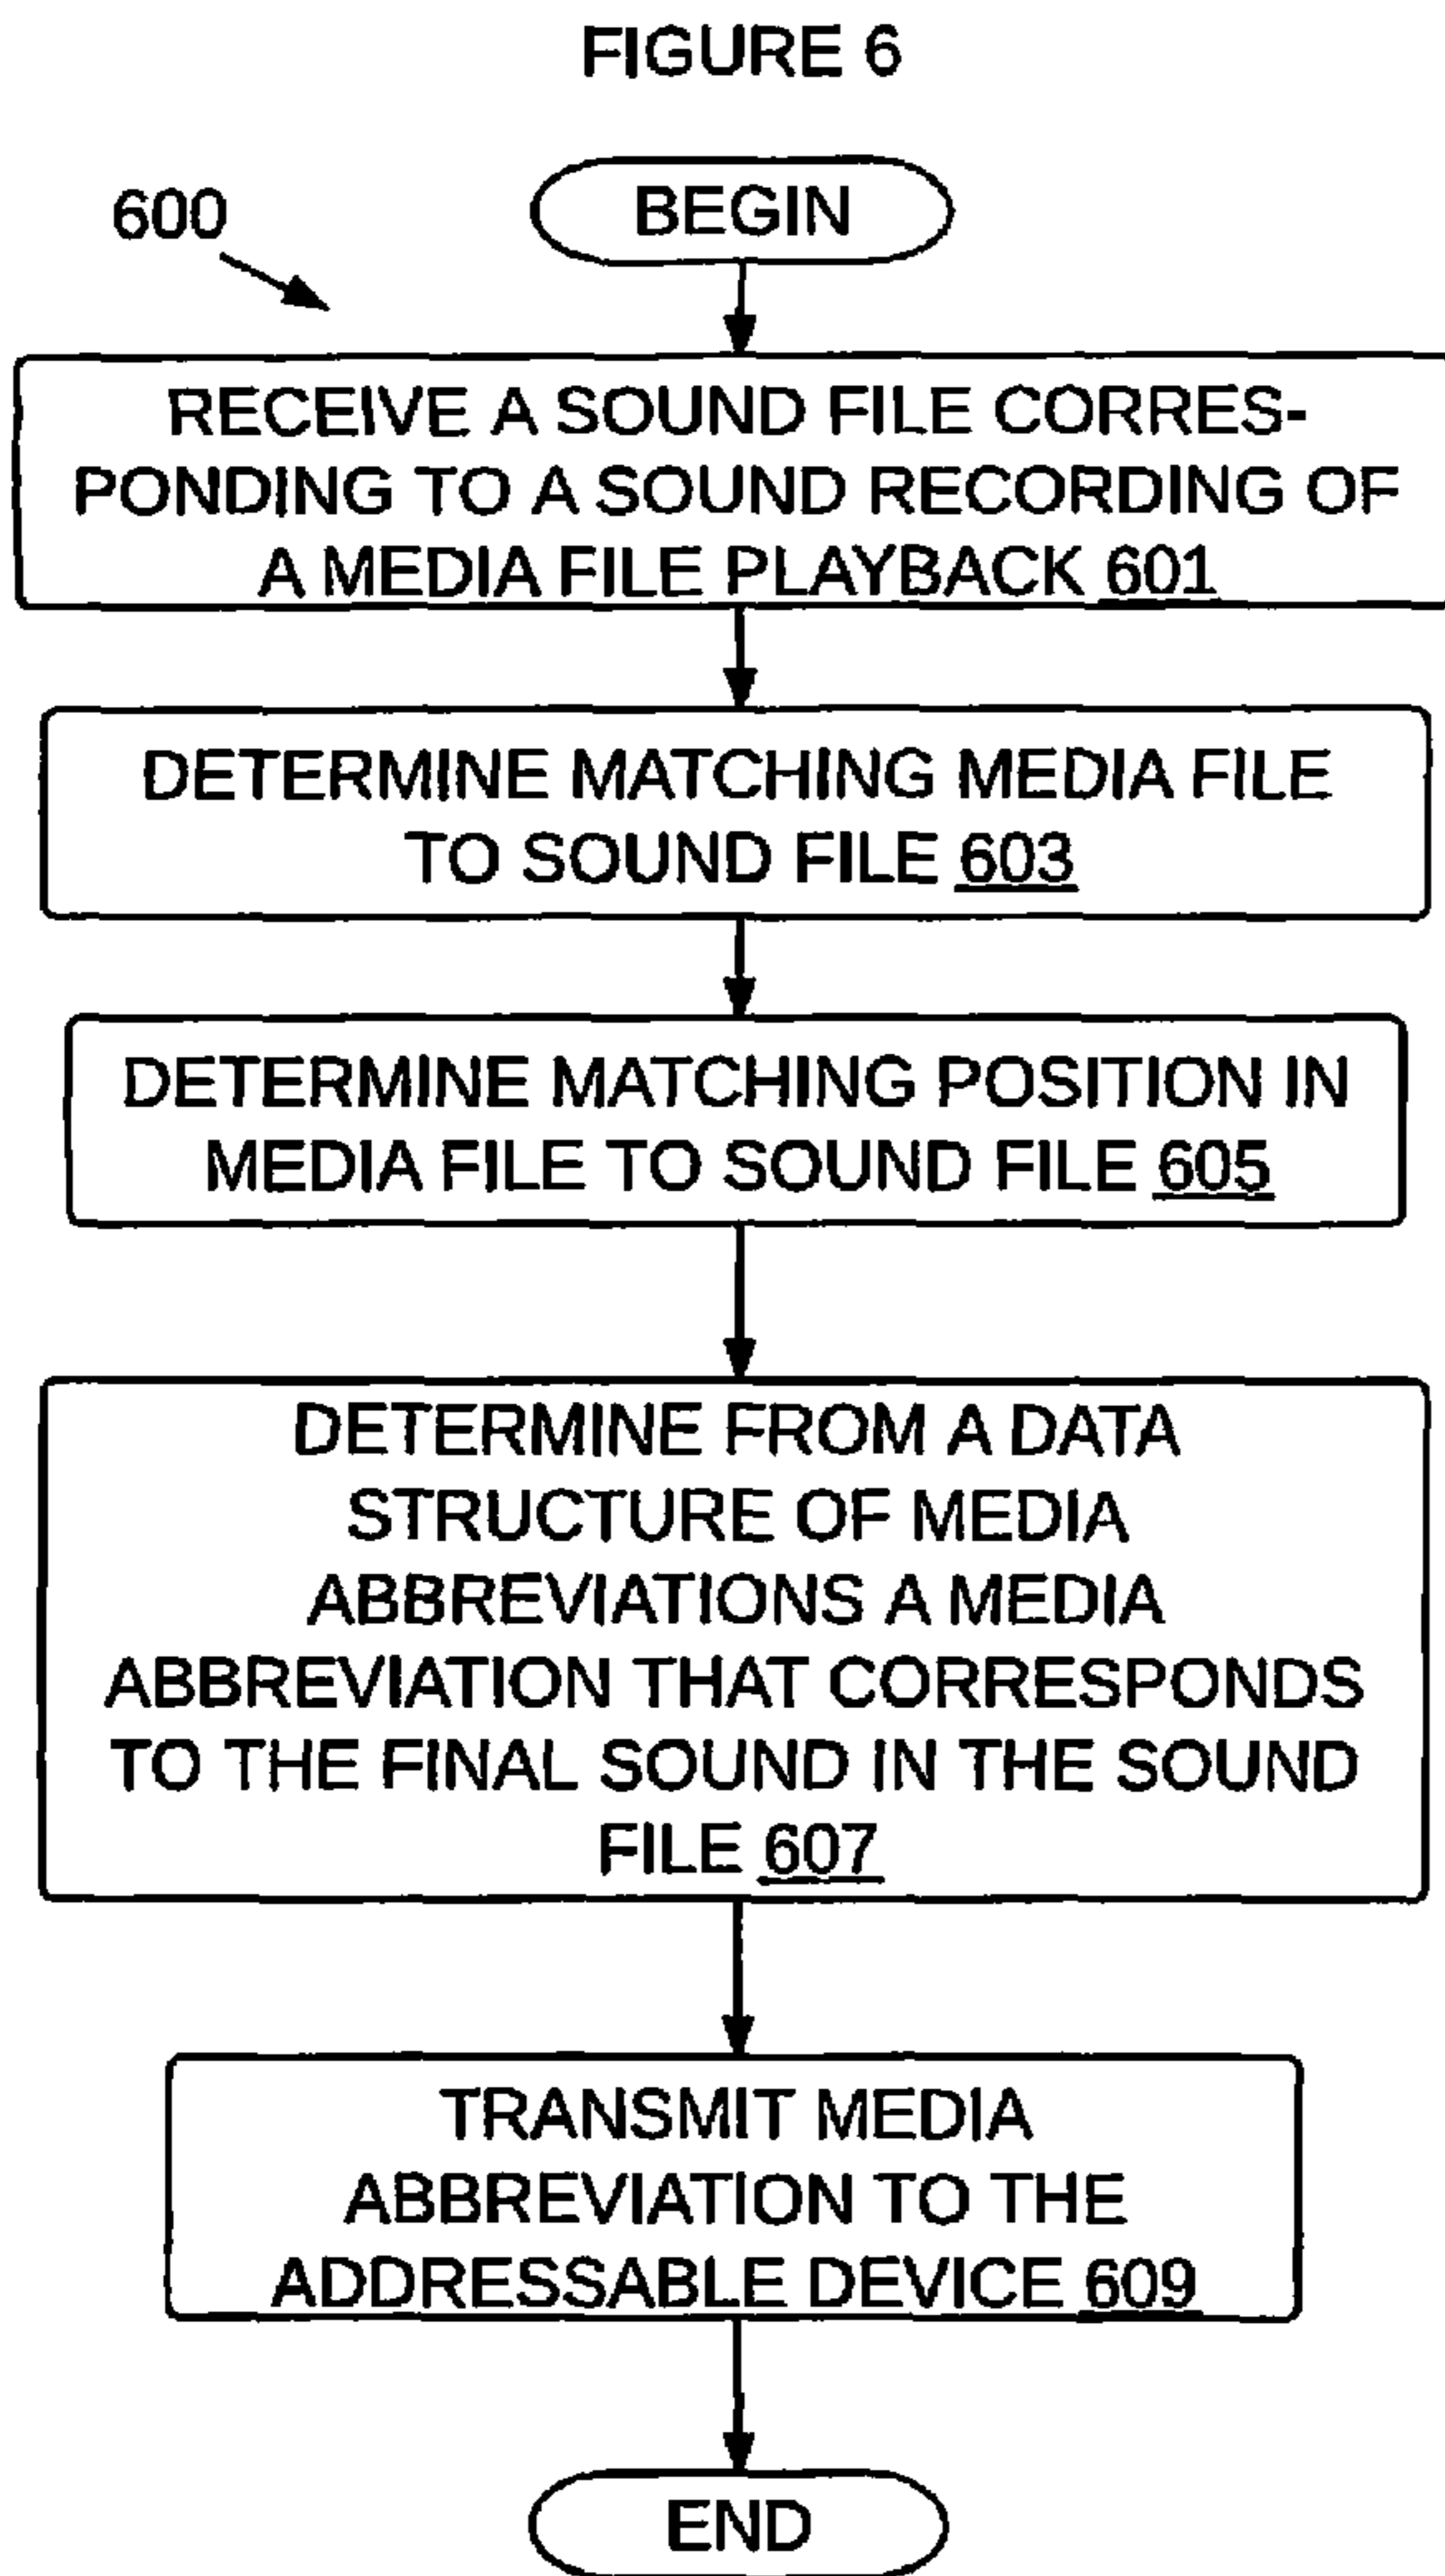 FIGURE 6
600
BEGIN
RECEIVE A SOUND FILE CORRES-
PONDING TO A SOUND RECORDING OF
A MEDIA FILE PLAYBACK 601
DETERMINE MATCHING MEDIA FILE
TO SOUND FILE 603
DETERMINE MATCHING POSITION IN
MEDIA FILE TO SOUND FILE 605
DETERMINE FROM A DATA
STRUCTURE OF MEDIA
ABBREVIATIONS A MEDIA
ABBREVIATION THAT CORRESPONDS
TO THE FINAL SOUND IN THE SOUND
FILE 607
TRANSMIT MEDIA
ABBREVIATION TO THE
ADDRESSABLE DEVICE 609
END